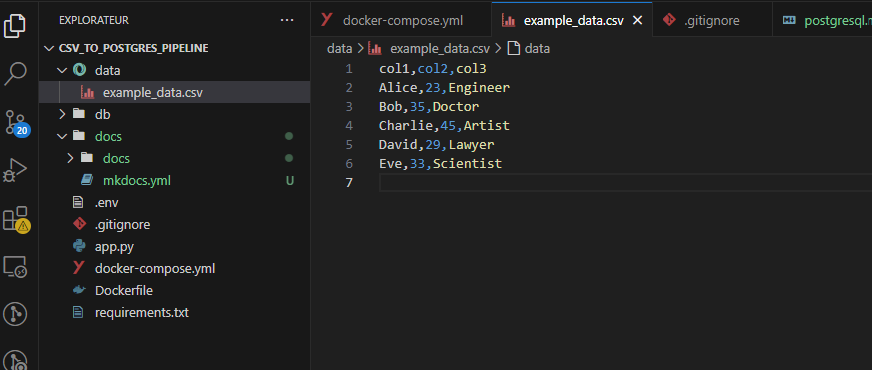 EXPLORATEUR ...
CSV_TO_POSTGRES_PIPELINE
data
example_data.csv
db
docs
docs
mkdocs.yml U
.env
.gitignore
app.py
docker-compose.yml
Dockerfile
requirements.txt
20
docker-compose.yml example_data.csv .gitignore postgresql.m
data > example_data.csv > data
1 col1,col2,col3
2 Alice,23,Engineer
3 Bob,35,Doctor
4 Charlie,45,Artist
5 David,29,Lawyer
6 Eve,33,Scientist
7